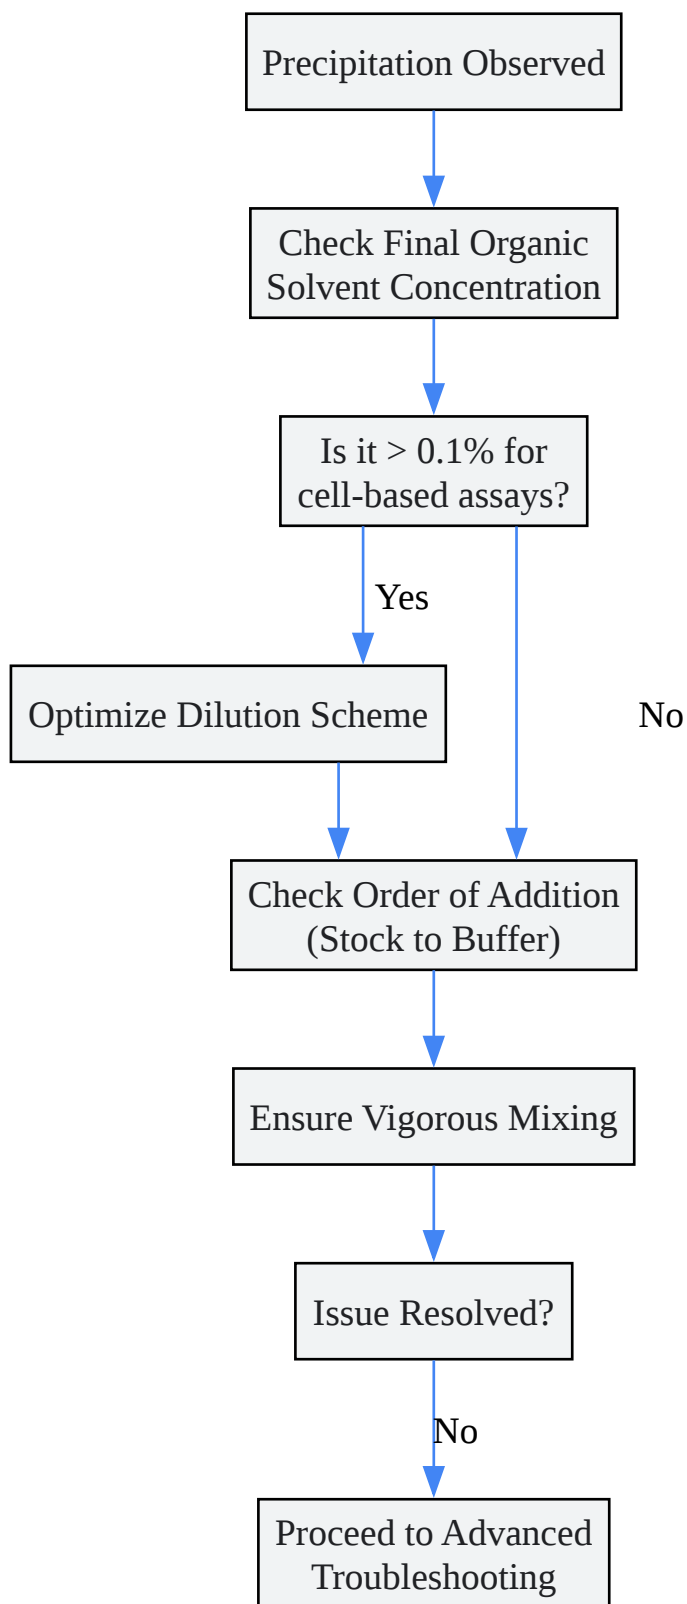 Precipitation Observed
Check Final Organic
Solvent Concentration
Is it > 0.1% for
cell-based assays?
Yes
Optimize Dilution Scheme
No
Check Order of Addition
(Stock to Buffer)
Ensure Vigorous Mixing
Issue Resolved?
No
Proceed to Advanced
Troubleshooting